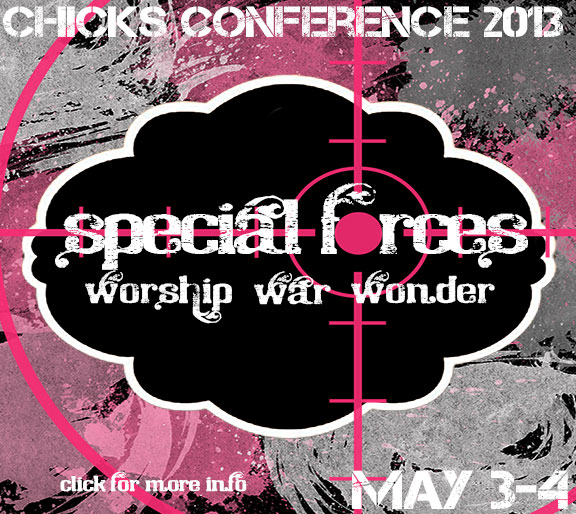 CHICKS CONFERENCE 2013
special forces
worship war wonder
click for more info
MAY 3-4